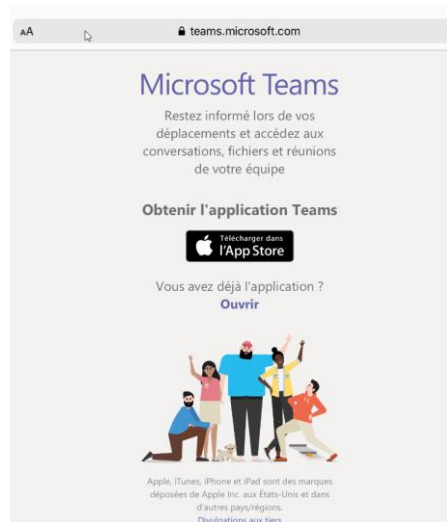 AA
teams.microsoft.com
Microsoft Teams
Restez informé lors de vos
déplacements et accédez aux
conversations, fichiers et réunions
de votre équipe
Obtenir l'application Teams
Télécharger dans
l'App Store
Vous avez déjà l'application ?
Ouvrir
Apple, iTunes, iPhone et iPad sont des marques
déposées de Apple Inc. aux États-Unis et dans
d'autres pays/régions.
Divulgations aux tiers